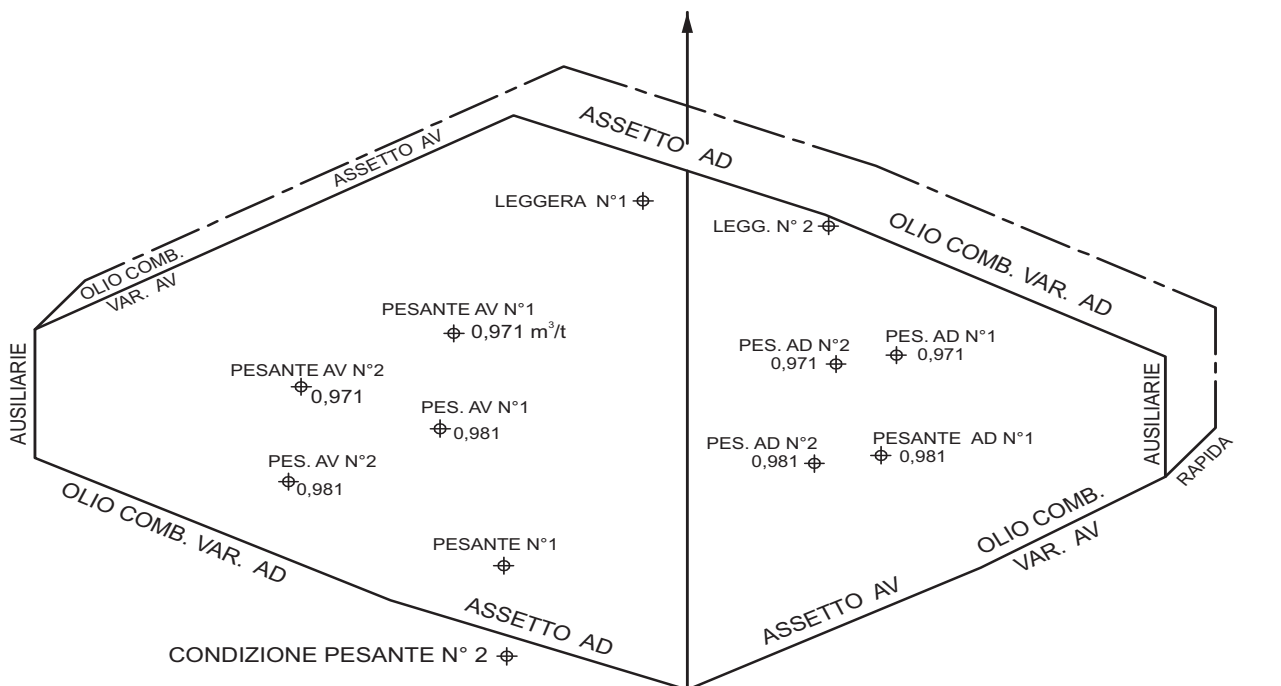 ASSETTO AD
ASSETTO AV
LEGGERA N°1
LEGG. N° 2
OLIO COMB. VAR. AD
OLIO COMB.
VAR. AV
PESANTE AV N°1
0,971 m³/t
PES. AD N°2
0,971
PES. AD N°1
0,971
AUSILIARIE
PESANTE AV N°2
0,971
PES. AV N°1
0,981
AUSILIARIE
PES. AD N°2
0,981
PESANTE AD N°1
0,981
RAPIDA
PES. AV N°2
0,981
OLIO COMB. VAR. AD
OLIO COMB.
VAR. AV
PESANTE N°1
ASSETTO AD
ASSETTO AV
CONDIZIONE PESANTE N° 2